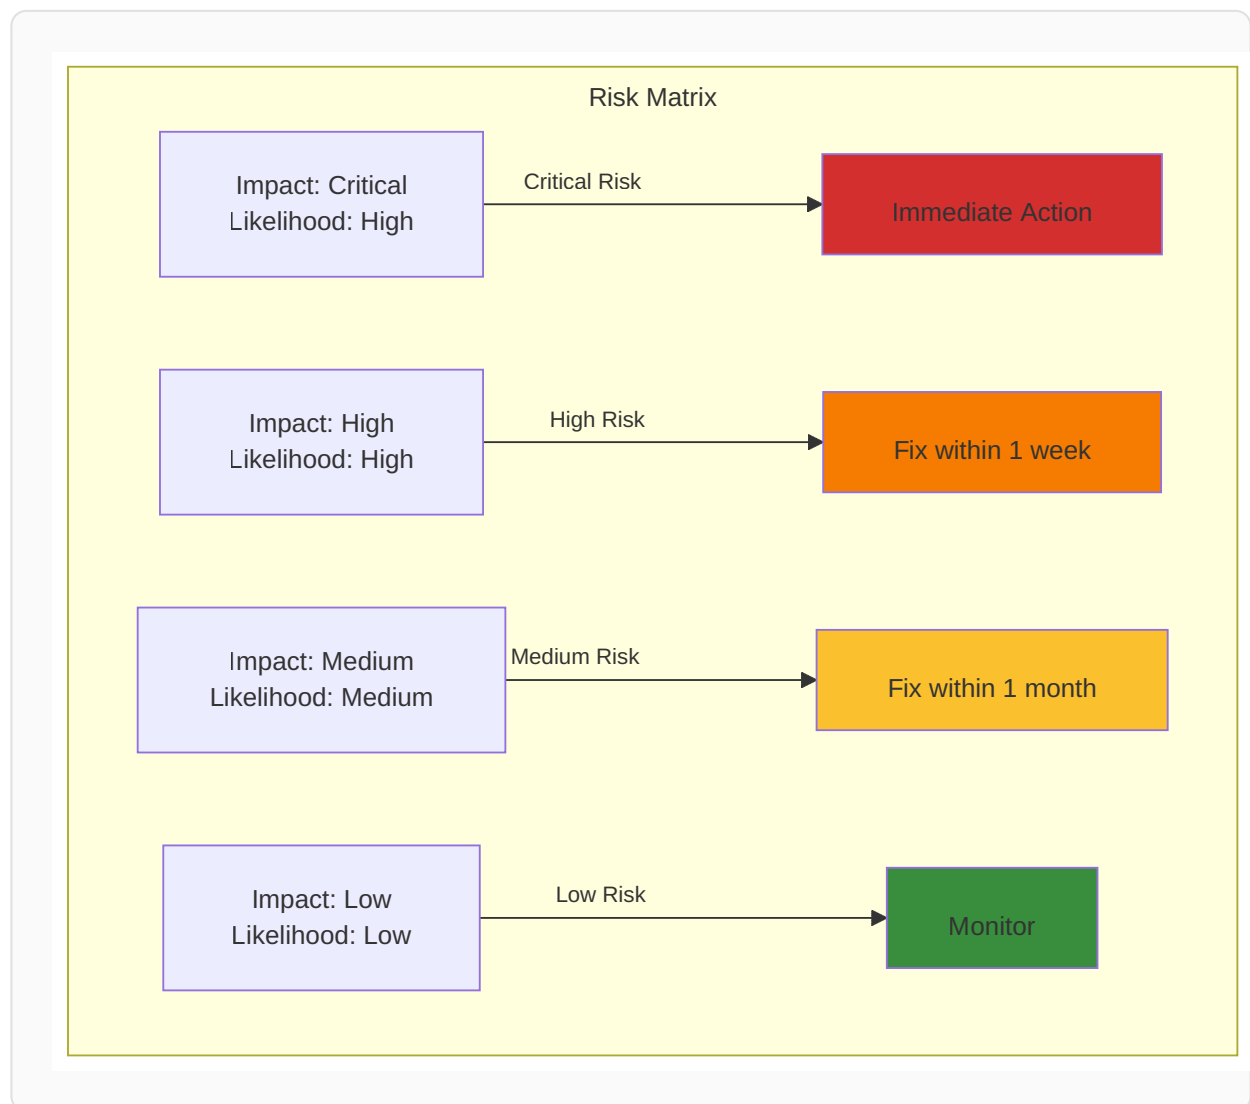 Risk Matrix
Impact: Critical
Likelihood: High
Critical Risk
Immediate Action
Impact: High
Likelihood: High
High Risk
Fix within 1 week
Impact: Medium
Likelihood: Medium
Medium Risk
Fix within 1 month
Impact: Low
Likelihood: Low
Low Risk
Monitor